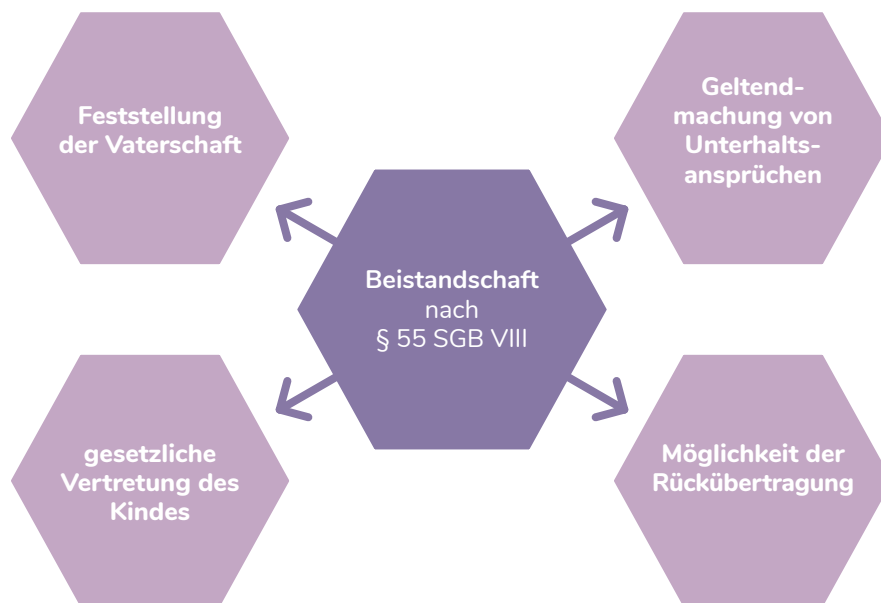 Feststellung
der Vaterschaft
Geltend-
machung von
Unterhalts-
ansprüchen
Beistandschaft
nach
§ 55 SGB VIII
gesetzliche
Vertretung des
Kindes
Möglichkeit der
Rückübertragung